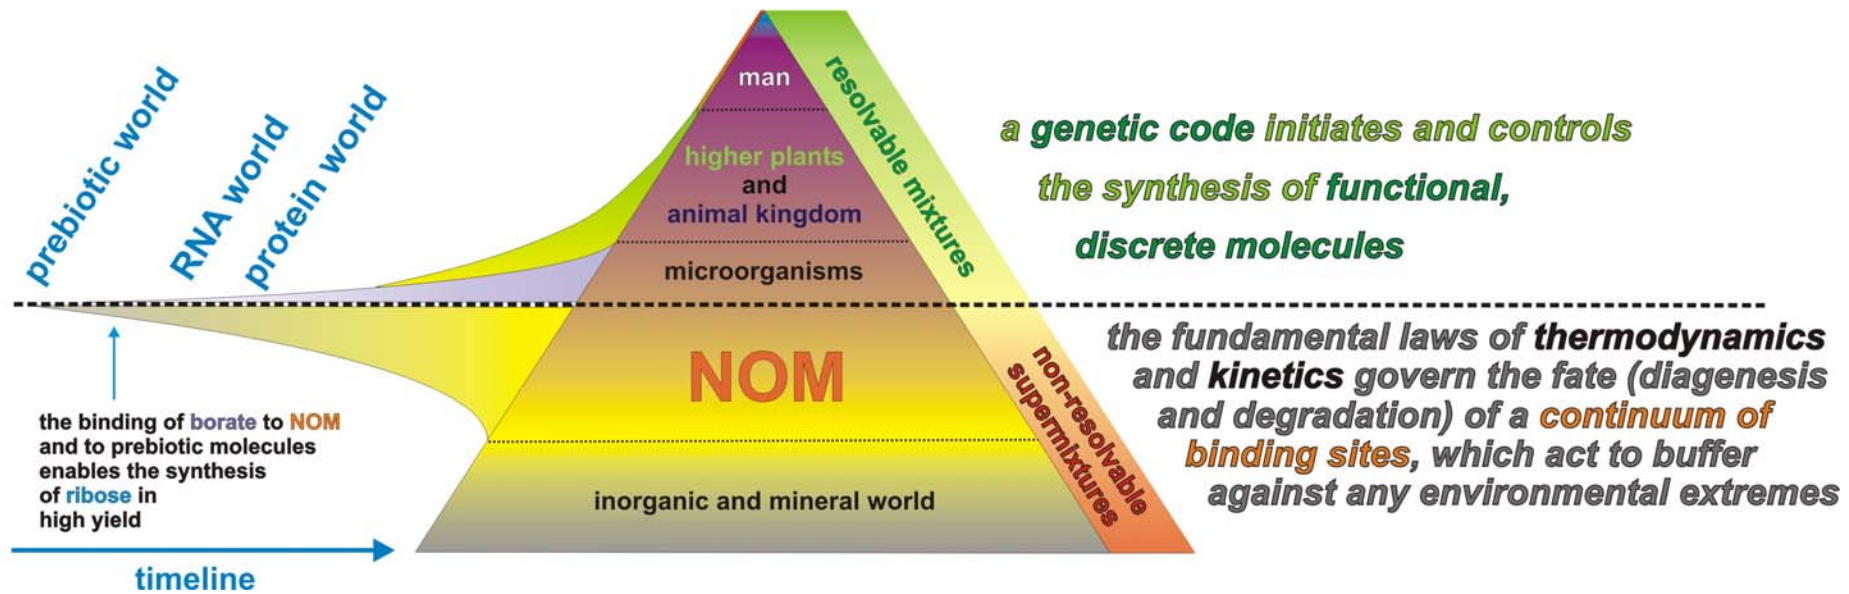 prebiotic world
RNA world
protein world
the binding of borate to NOM
and to prebiotic molecules
enables the synthesis
of ribose in
high yield
timeline
man
higher plants
and
animal kingdom
microorganisms
NOM
inorganic and mineral world
resolvable mixtures
non-resolvable
supermixtures
a genetic code initiates and controls
the synthesis of functional,
discrete molecules
the fundamental laws of thermodynamics
and kinetics govern the fate (diagenesis
and degradation) of a continuum of
binding sites, which act to buffer
against any environmental extremes